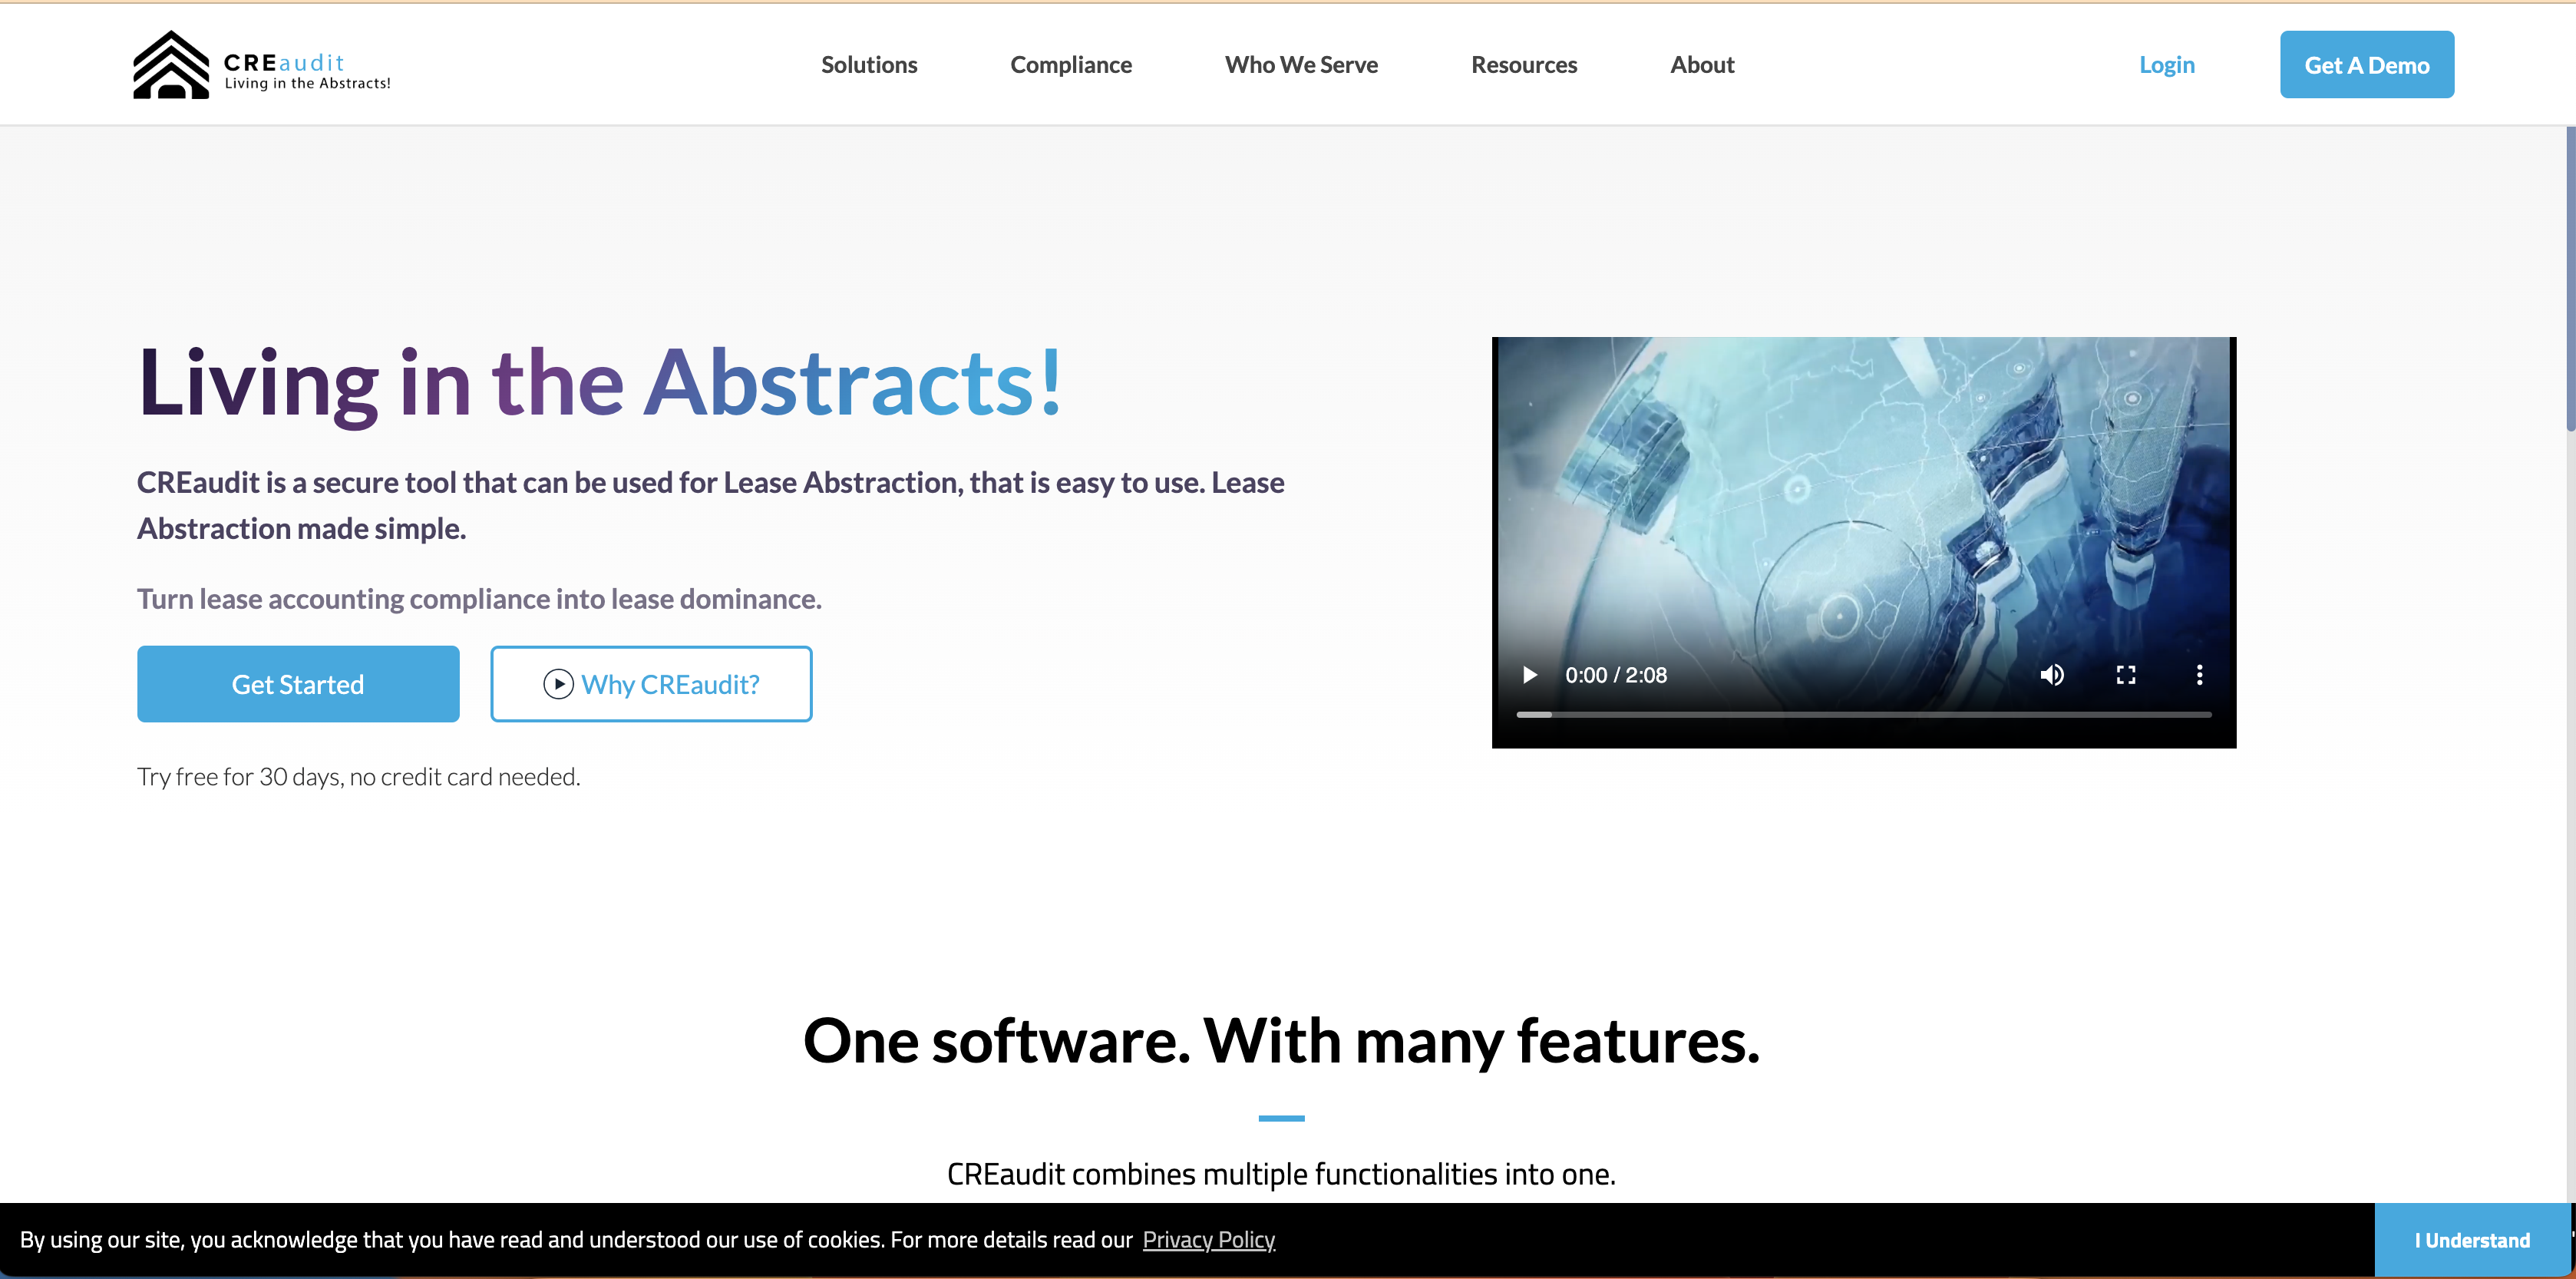 CREaudit
Living in the Abstracts!
Solutions
Compliance
Who We Serve
Resources
About
Login
Get A Demo
Living in the Abstracts!
CREaudit is a secure tool that can be used for Lease Abstraction, that is easy to use. Lease
Abstraction made simple.
Turn lease accounting compliance into lease dominance.
Get Started
Why CREaudit?
Try free for 30 days, no credit card needed.
0:00 / 2:08
One software. With many features.
CREaudit combines multiple functionalities into one.
By using our site, you acknowledge that you have read and understood our use of cookies. For more details read our Privacy Policy
I Understand